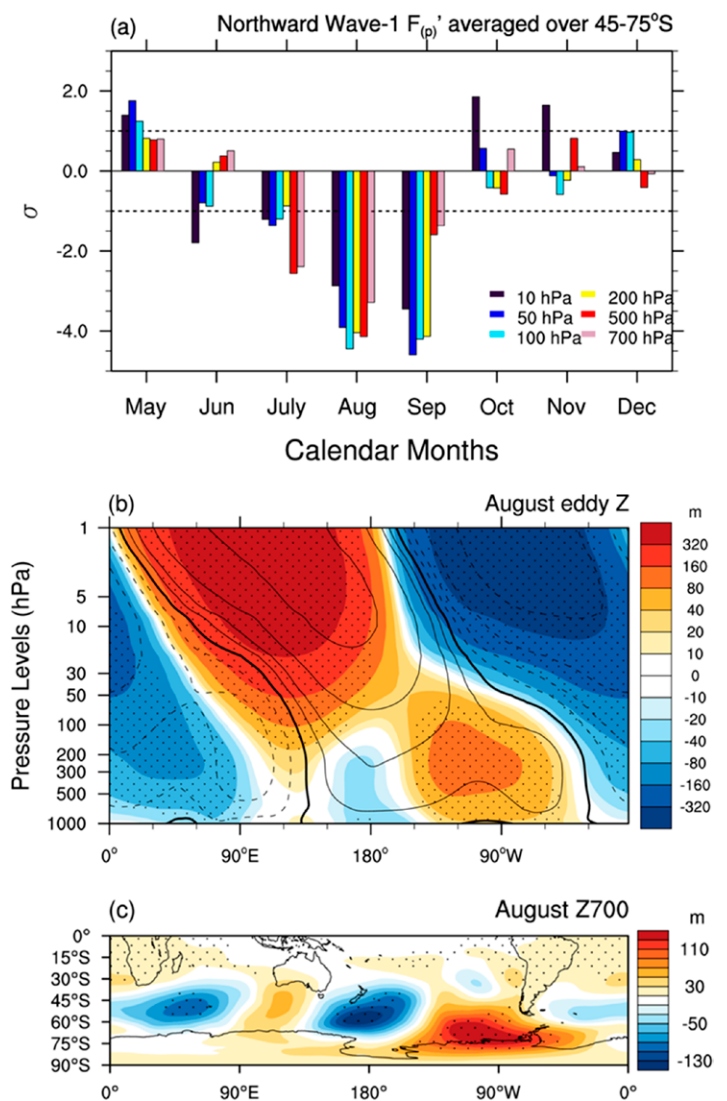 (a) Northward Wave-1 F(p)’ averaged over 45-75°S
2.0
0.0
-2.0
-4.0
σ
10 hPa 200 hPa
50 hPa 500 hPa
100 hPa 700 hPa
May Jun July Aug Sep Oct Nov Dec
Calendar Months
(b) August eddy Z
m
Pressure Levels (hPa)
1
5
10
30
50
100
200
300
500
1000
320
160
80
40
20
10
0
-10
-20
-40
-80
-160
-320
0° 90°E 180° 90°W
(c) August Z700
m
0°
15°S
30°S
45°S
60°S
75°S
90°S
110
30
-50
-130
0° 90°E 180° 90°W 0°